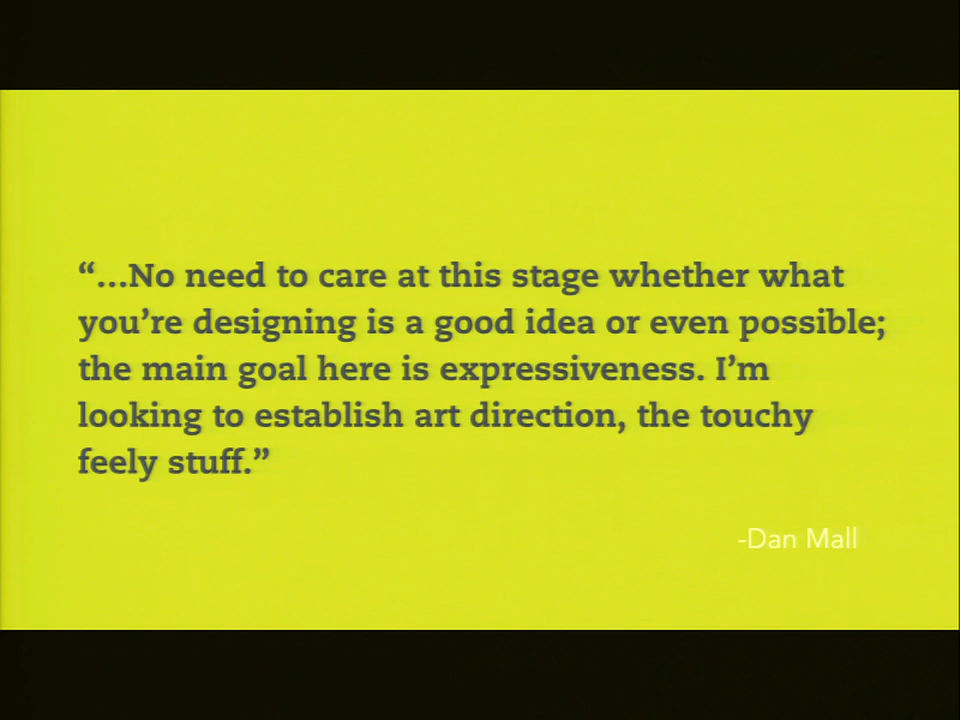 “...No need to care at this stage whether what
you’re designing is a good idea or even possible;
the main goal here is expressiveness. I’m
looking to establish art direction, the touchy
feely stuff.”
-Dan Mall